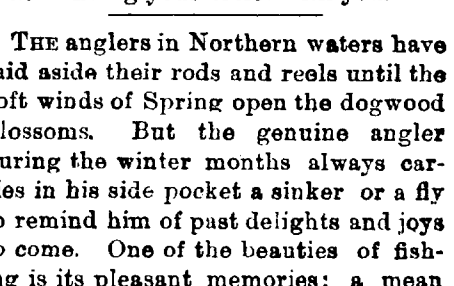 THE anglers in Northern waters have
aid aside their rods and reels until the
oft winds of Spring open the dogwood
lossoms. But the genuine angler
uring the winter months always car-
ies in his side pocket a sinker or a fly
o remind him of past delights and joys
o come. One of the beauties of fish-
ng is its pleasant memories; a mean